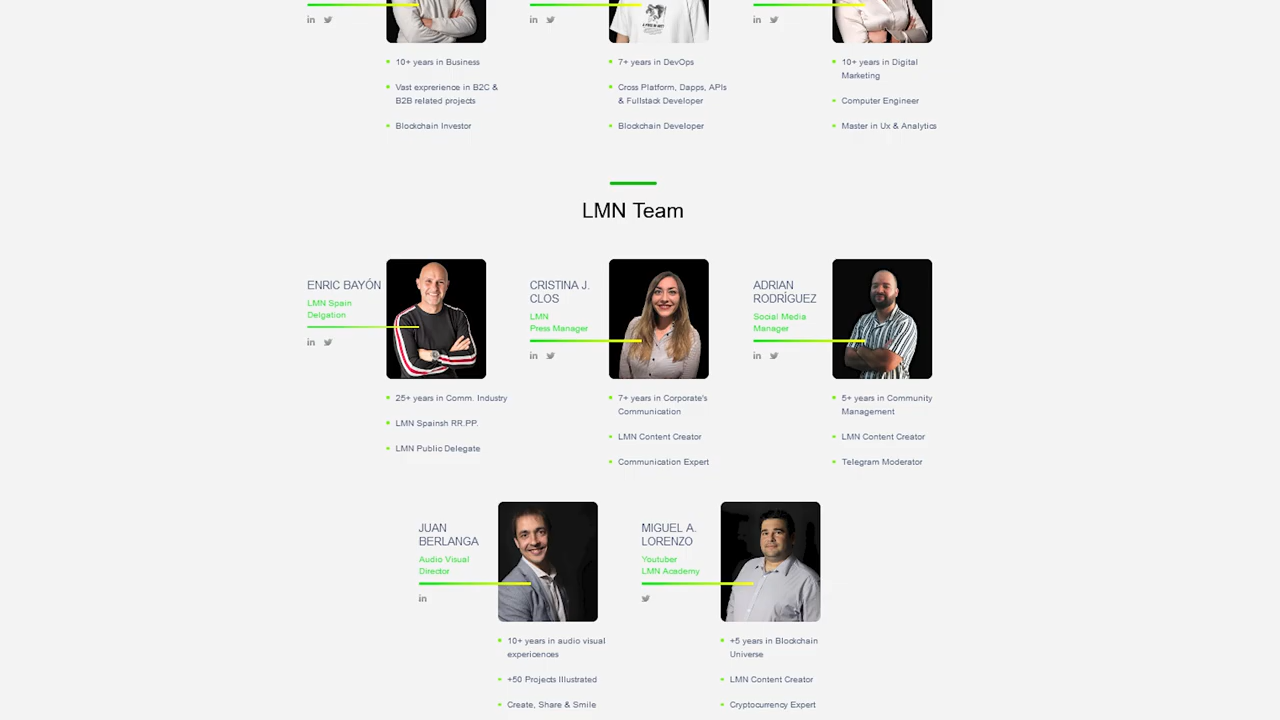 10+ years in Business
Vast exprerience in B2C &
B2B related projects
Blockchain Investor
7+ years in DevOps
Cross Platform, Dapps, APIs
& Fullstack Developer
Blockchain Developer
10+ years in Digital
Marketing
Computer Engineer
Master in Ux & Analytics
LMN Team
ENRIC BAYÓN
LMN Spain
Delgation
25+ years in Comm. Industry
LMN Spainsh RR.PP.
LMN Public Delegate
CRISTINA J.
CLOS
LMN
Press Manager
7+ years in Corporate's
Communication
LMN Content Creator
Communication Expert
ADRIAN
RODRÍGUEZ
Social Media
Manager
5+ years in Community
Management
LMN Content Creator
Telegram Moderator
JUAN
BERLANGA
Audio Visual
Director
10+ years in audio visual
expericences
+50 Projects Illustrated
Create, Share & Smile
MIGUEL A.
LORENZO
Youtuber
LMN Academy
+5 years in Blockchain
Universe
LMN Content Creator
Cryptocurrency Expert